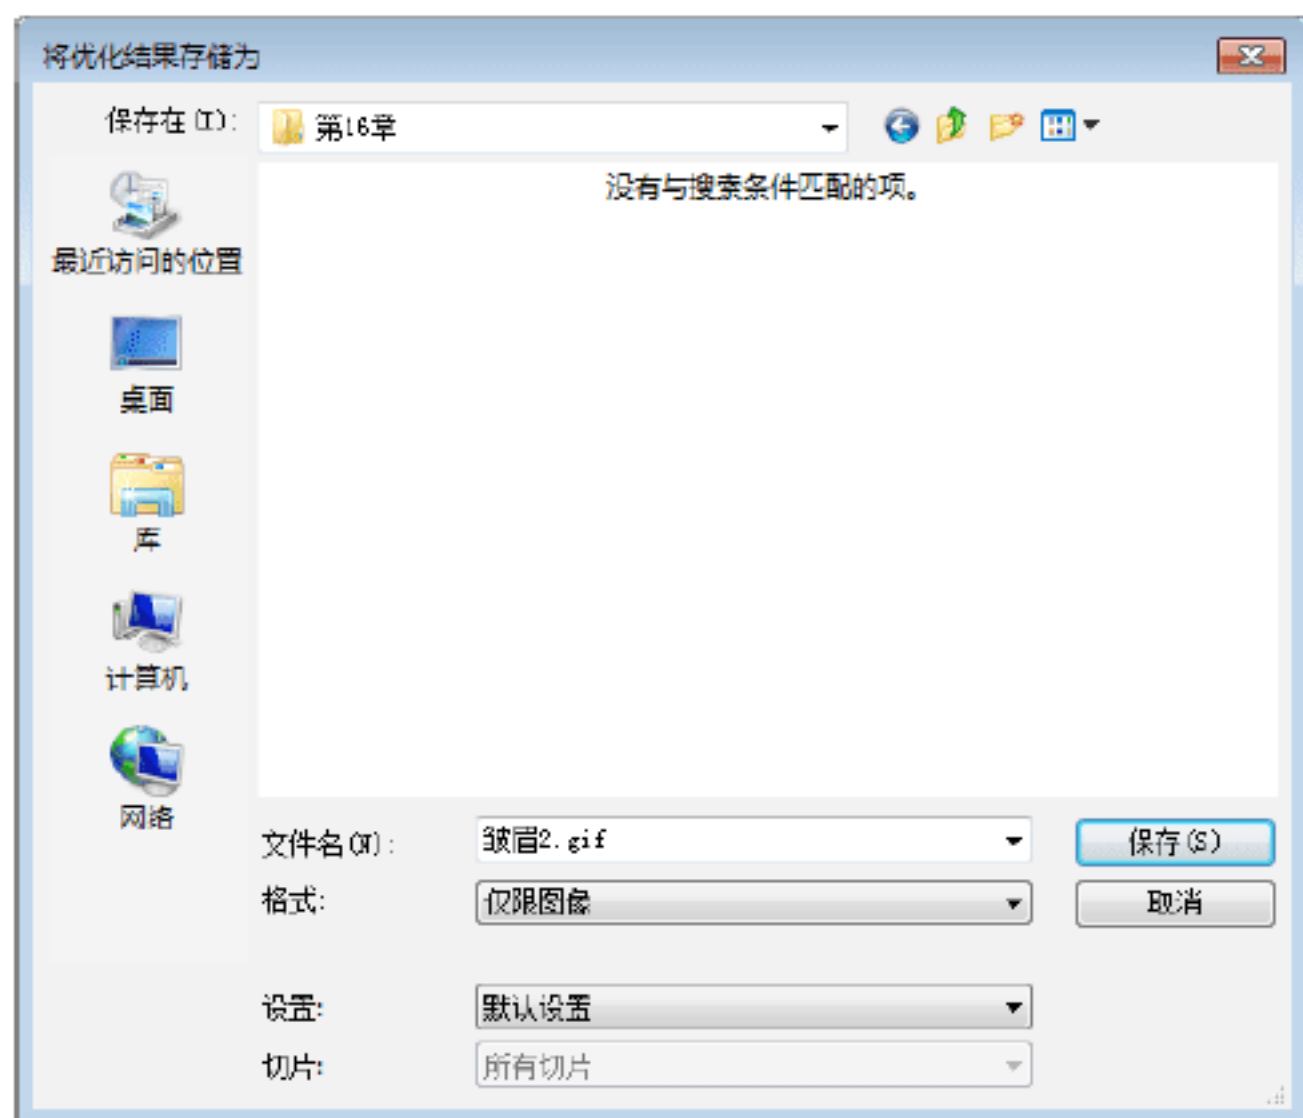 将优化结果存储为
保存在(I):
第16章
没有与搜索条件匹配的项。
最近访问的位置
桌面
库
计算机
网络
文件名(N):
皱眉2.gif
保存(S)
格式:
仅限图像
取消
设置:
默认设置
切片:
所有切片